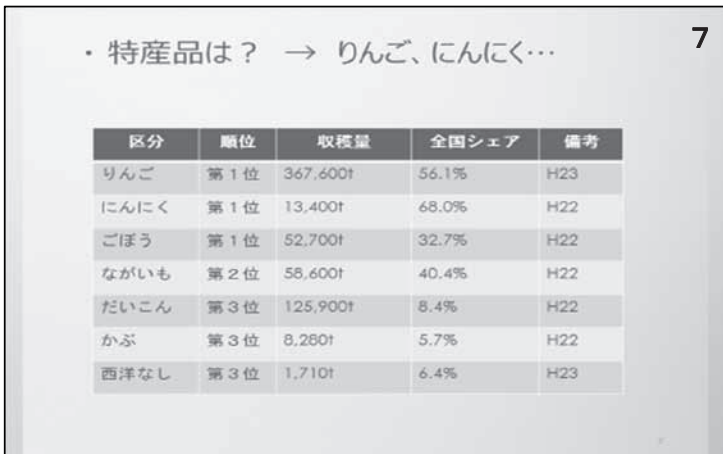 7
・特産品は？ → りんご、にんにく…
区分 順位 収穫量 全国シェア 備考
りんご 第1位 367,600t 56.1% H23
にんにく 第1位 13,400t 68.0% H22
ごぼう 第1位 52,700t 32.7% H22
ながいも 第2位 58,600t 40.4% H22
だいこん 第3位 125,900t 8.4% H22
かぶ 第3位 8,280t 5.7% H22
西洋なし 第3位 1,710t 6.4% H23